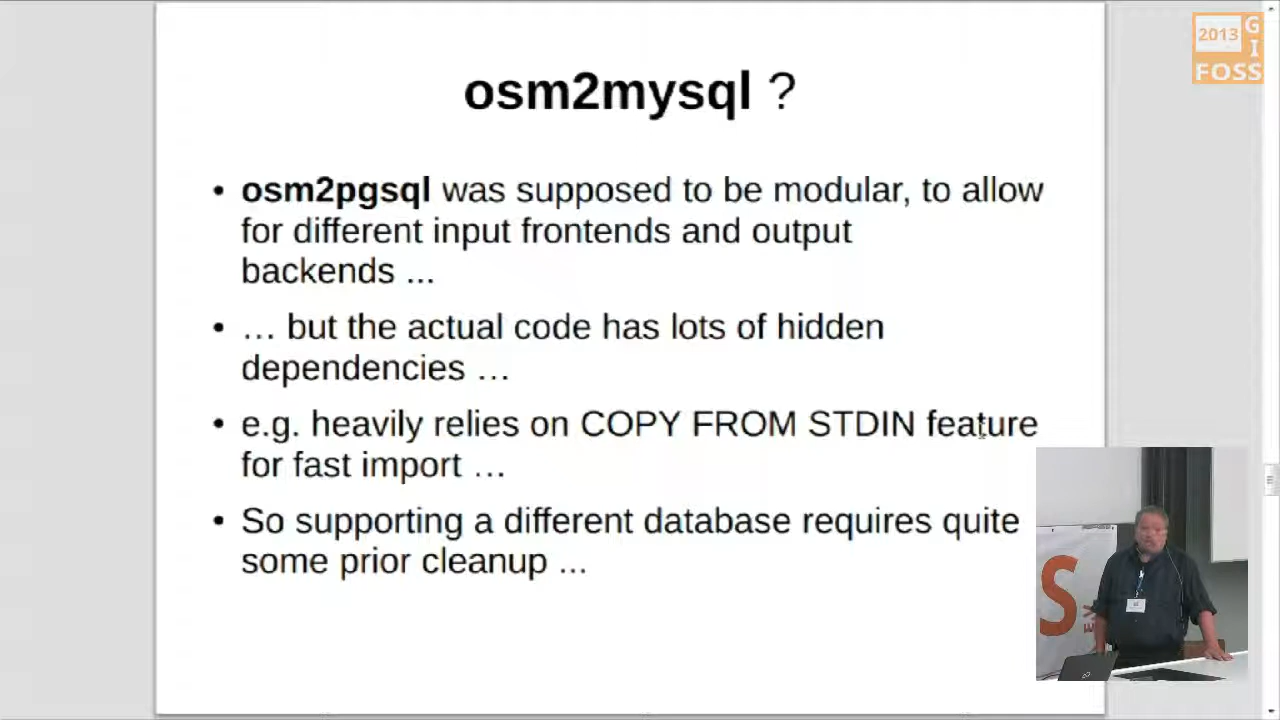 2013
G
I
FOSS
osm2mysql ?
• osm2pgsql was supposed to be modular, to allow
for different input frontends and output
backends ...
• … but the actual code has lots of hidden
dependencies …
• e.g. heavily relies on COPY FROM STDIN feature
for fast import …
• So supporting a different database requires quite
some prior cleanup ...
S